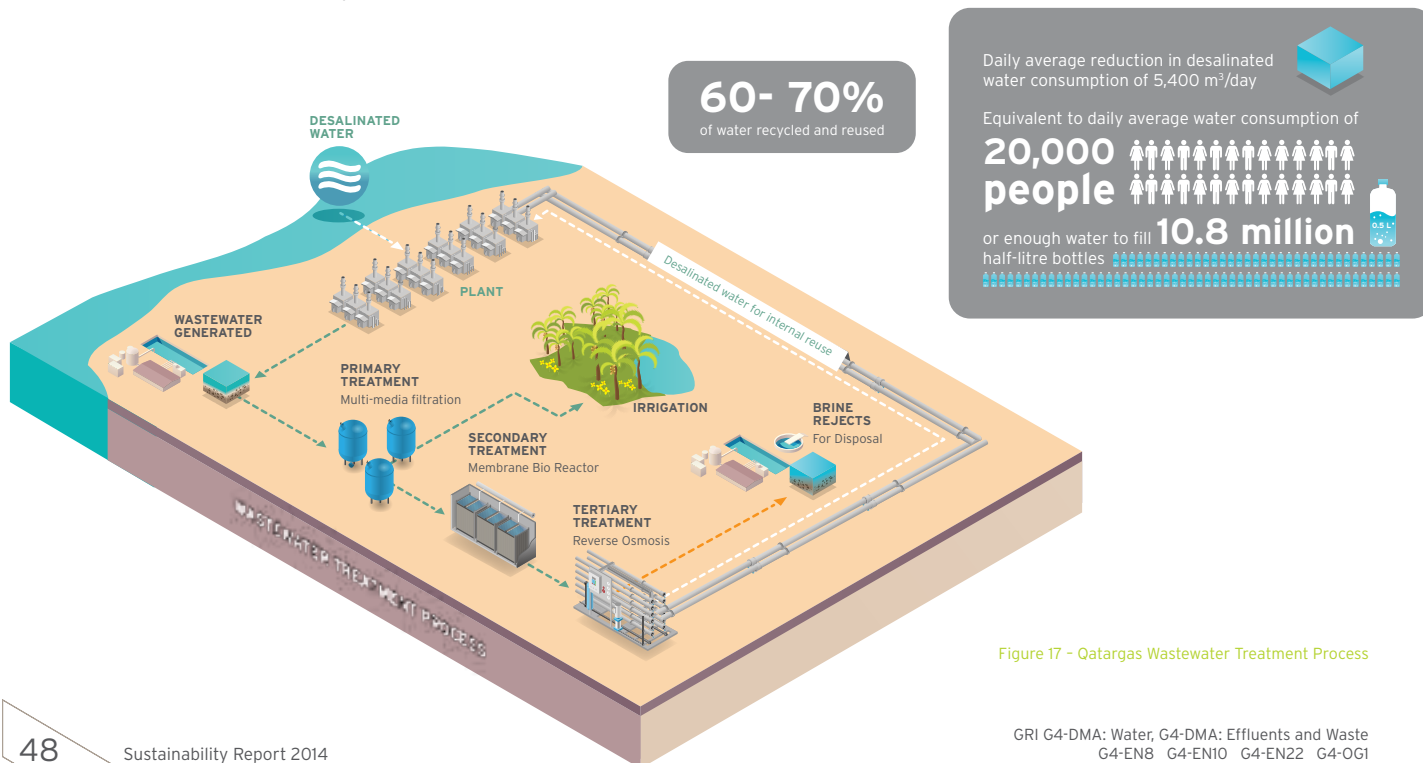 60- 70%
of water recycled and reused
Daily average reduction in desalinated
water consumption of 5,400 m³/day
Equivalent to daily average water consumption of
20,000
people
or enough water to fill 10.8 million
half-litre bottles
0.5 L
DESALINATED
WATER
PLANT
Desalinated water for internal reuse
WASTEWATER
GENERATED
PRIMARY
TREATMENT
Multi-media filtration
IRRIGATION
SECONDARY
TREATMENT
Membrane Bio Reactor
BRINE
REJECTS
For Disposal
TERTIARY
TREATMENT
Reverse Osmosis
WASTEWATER TREATMENT PROCESS
Figure 17 – Qatargas Wastewater Treatment Process
48
Sustainability Report 2014
GRI G4-DMA: Water, G4-DMA: Effluents and Waste
G4-EN8 G4-EN10 G4-EN22 G4-OG1